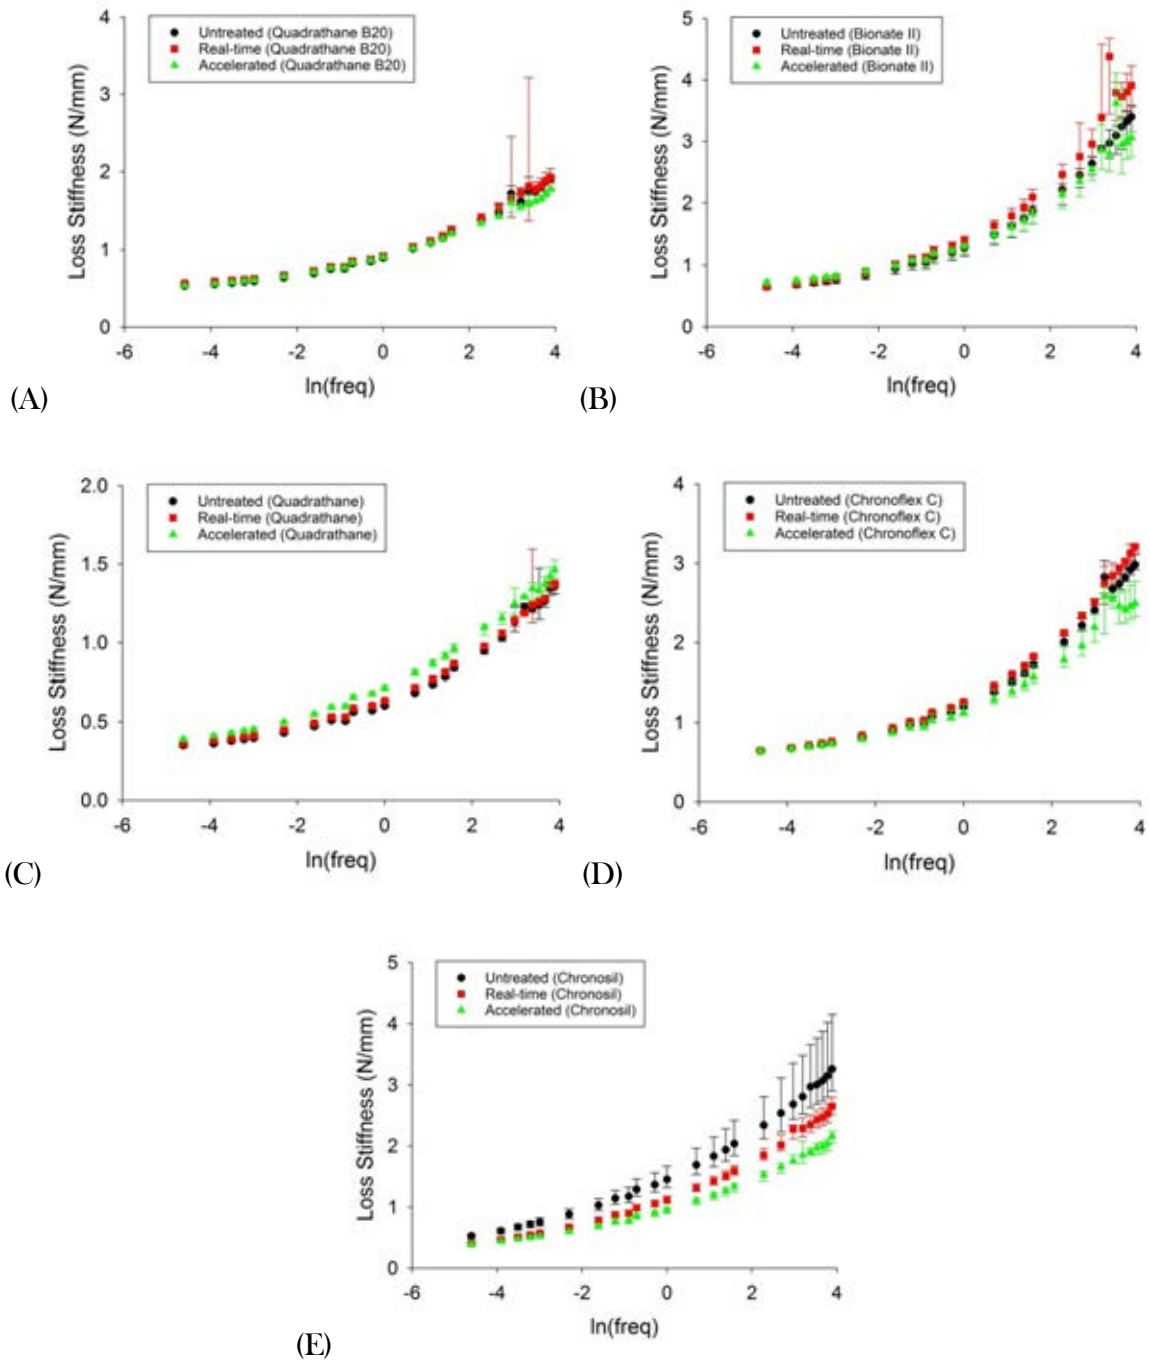 Untreated (Quadrathane B20)
Real-time (Quadrathane B20)
Accelerated (Quadrathane B20)
Loss Stiffness (N/mm)
4
3
2
1
0
-6 -4 -2 0 2 4
ln(freq)
(A)
Untreated (Bionate II)
Real-time (Bionate II)
Accelerated (Bionate II)
Loss Stiffness (N/mm)
5
4
3
2
1
0
-6 -4 -2 0 2 4
ln(freq)
(B)
Untreated (Quadrathane)
Real-time (Quadrathane)
Accelerated (Quadrathane)
Loss Stiffness (N/mm)
2.0
1.5
1.0
0.5
0.0
-6 -4 -2 0 2 4
ln(freq)
(C)
Untreated (Chronoflex C)
Real-time (Chronoflex C)
Accelerated (Chronoflex C)
Loss Stiffness (N/mm)
4
3
2
1
0
-6 -4 -2 0 2 4
ln(freq)
(D)
Untreated (Chronosil)
Real-time (Chronosil)
Accelerated (Chronosil)
Loss Stiffness (N/mm)
5
4
3
2
1
0
-6 -4 -2 0 2 4
ln(freq)
(E)